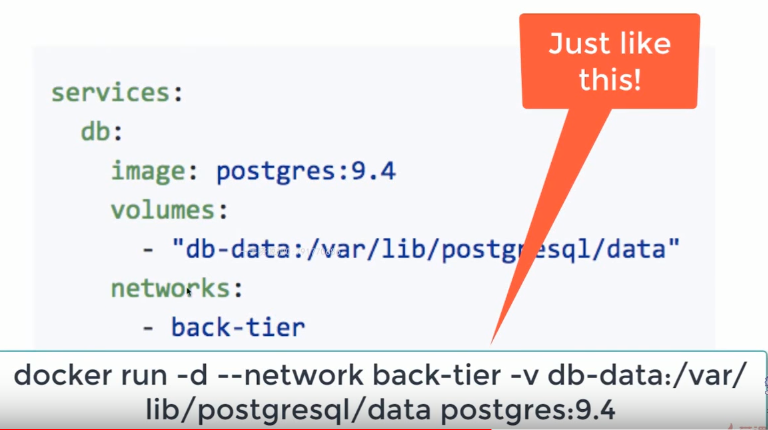 Just like
this!
services:
  db:
    image: postgres:9.4
    volumes:
      - "db-data:/var/lib/postgresql/data"
    networks:
      - back-tier
docker run -d --network back-tier -v db-data:/var/
lib/postgresql/data postgres:9.4